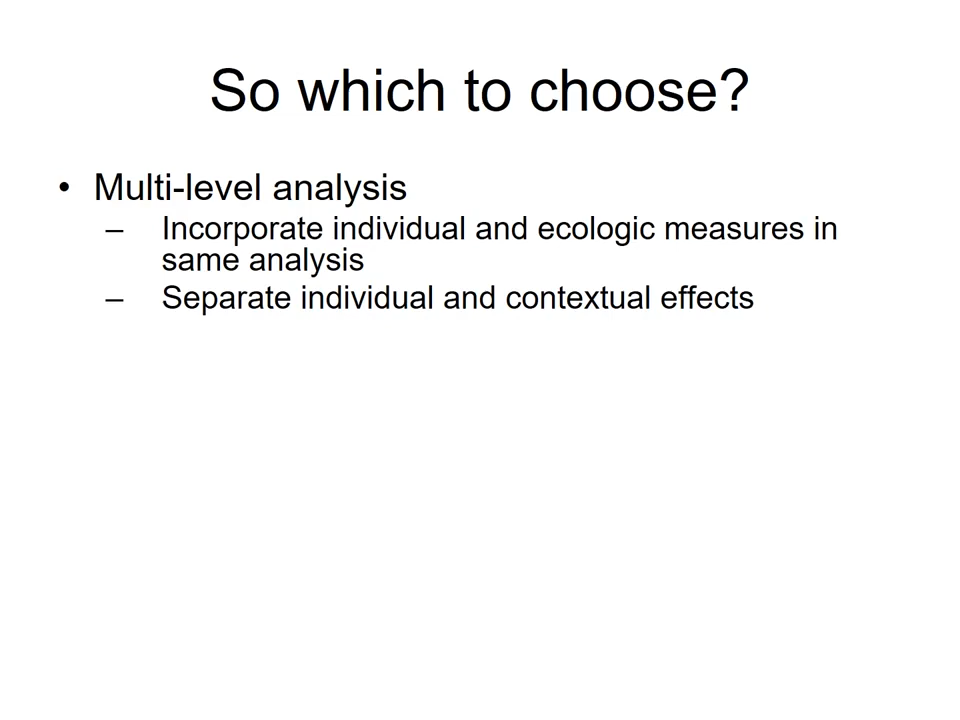 So which to choose?
• Multi-level analysis
– Incorporate individual and ecologic measures in
same analysis
– Separate individual and contextual effects